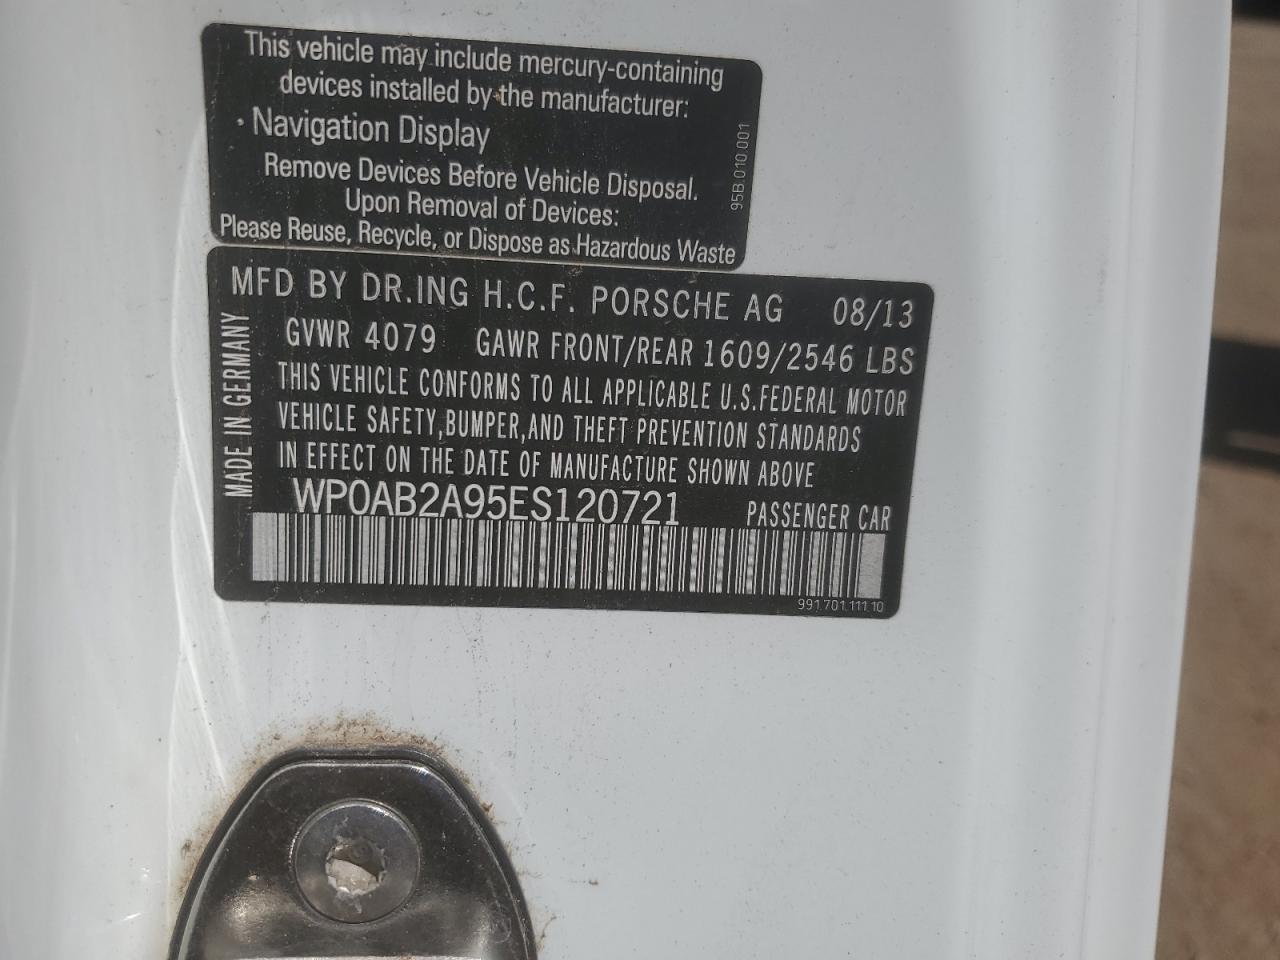 This vehicle may include mercury-containing
devices installed by the manufacturer:
· Navigation Display
Remove Devices Before Vehicle Disposal.
Upon Removal of Devices:
Please Reuse, Recycle, or Dispose as Hazardous Waste
95B.010.001
MFD BY DR.ING H.C.F. PORSCHE AG 08/13
GVWR 4079 GAWR FRONT/REAR 1609/2546 LBS
THIS VEHICLE CONFORMS TO ALL APPLICABLE U.S.FEDERAL MOTOR
VEHICLE SAFETY,BUMPER,AND THEFT PREVENTION STANDARDS
IN EFFECT ON THE DATE OF MANUFACTURE SHOWN ABOVE
MADE IN GERMANY
WP0AB2A95ES120721 PASSENGER CAR
991.701.111.10